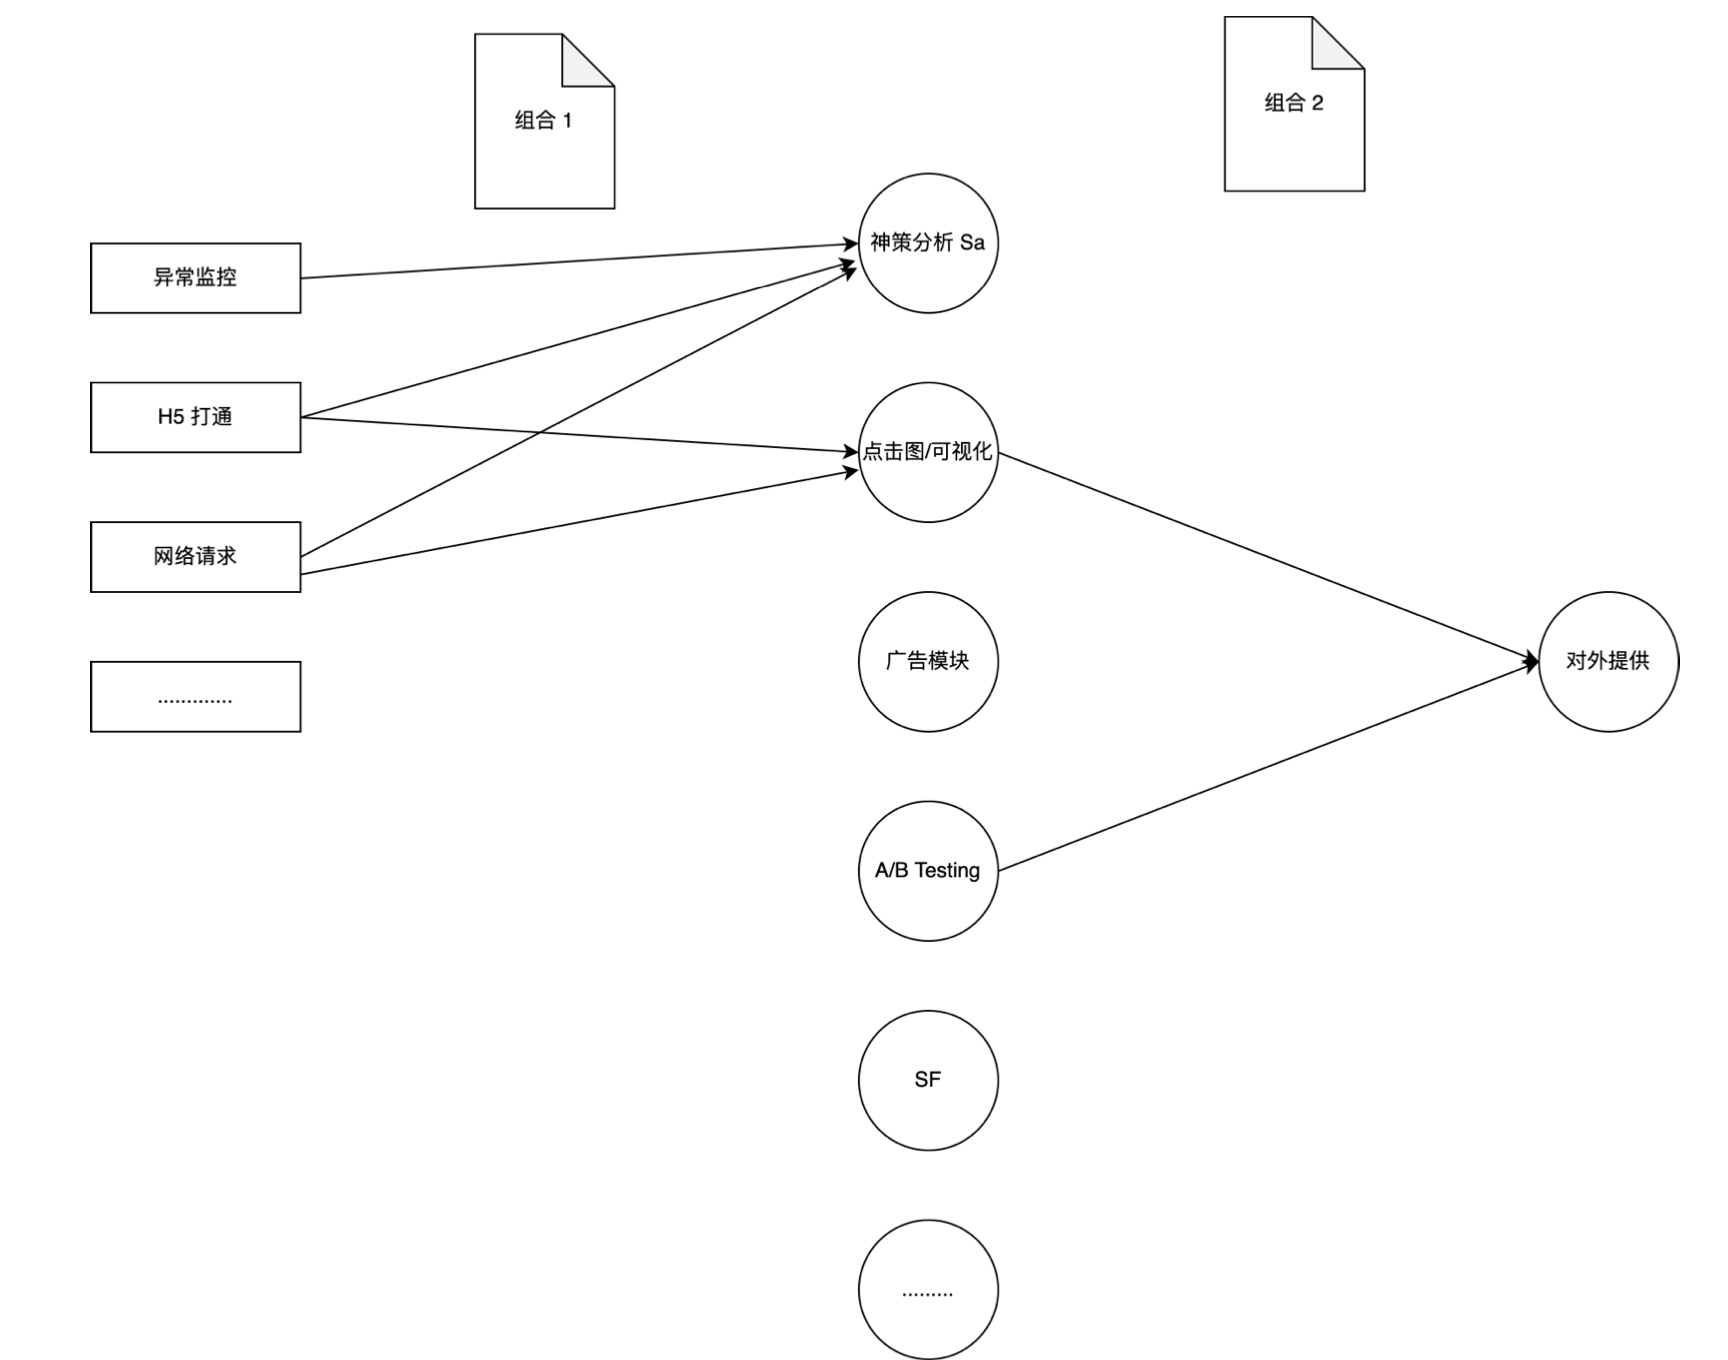 组合 1
组合 2
神策分析 Sa
异常监控
H5 打通
点击图/可视化
网络请求
广告模块
对外提供
.............
A/B Testing
SF
.........